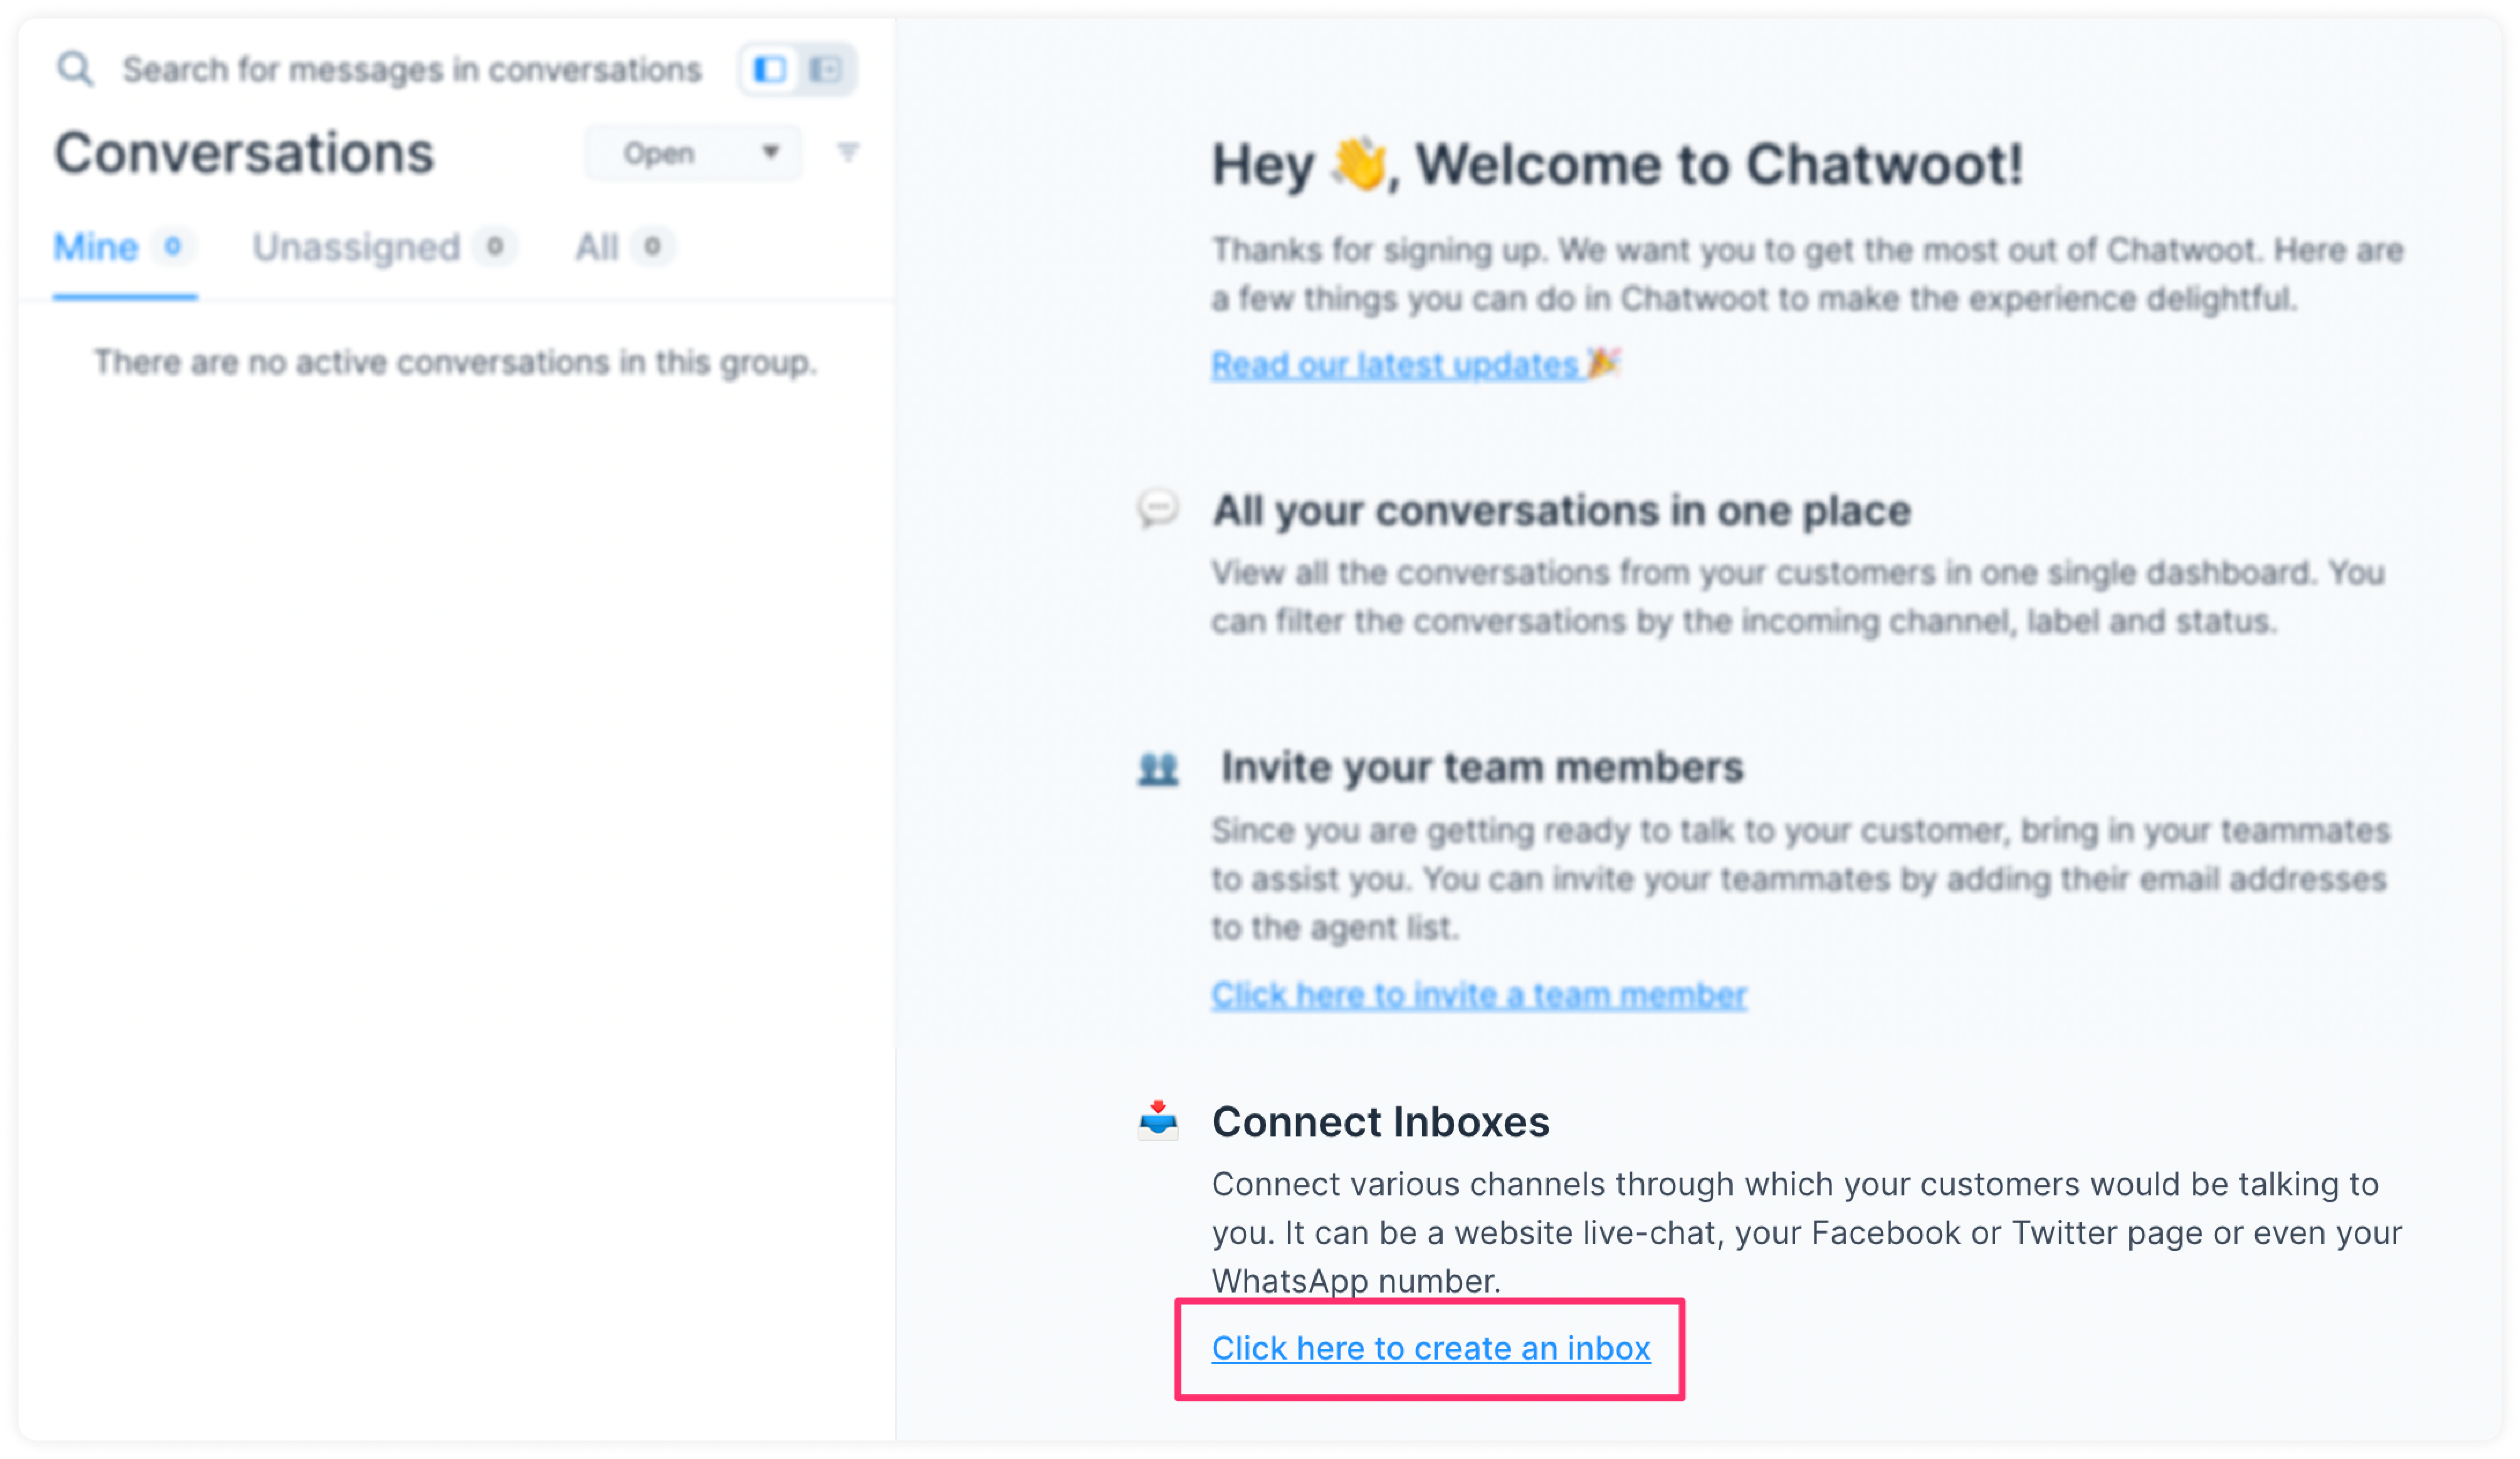 Search for messages in conversations
Conversations
Open
Mine 0 Unassigned 0 All 0
There are no active conversations in this group.
Hey 👋, Welcome to Chatwoot!
Thanks for signing up. We want you to get the most out of Chatwoot. Here are
a few things you can do in Chatwoot to make the experience delightful.
Read our latest updates 🎉
All your conversations in one place
View all the conversations from your customers in one single dashboard. You
can filter the conversations by the incoming channel, label and status.
Invite your team members
Since you are getting ready to talk to your customer, bring in your teammates
to assist you. You can invite your teammates by adding their email addresses
to the agent list.
Click here to invite a team member
Connect Inboxes
Connect various channels through which your customers would be talking to
you. It can be a website live-chat, your Facebook or Twitter page or even your
WhatsApp number.
Click here to create an inbox